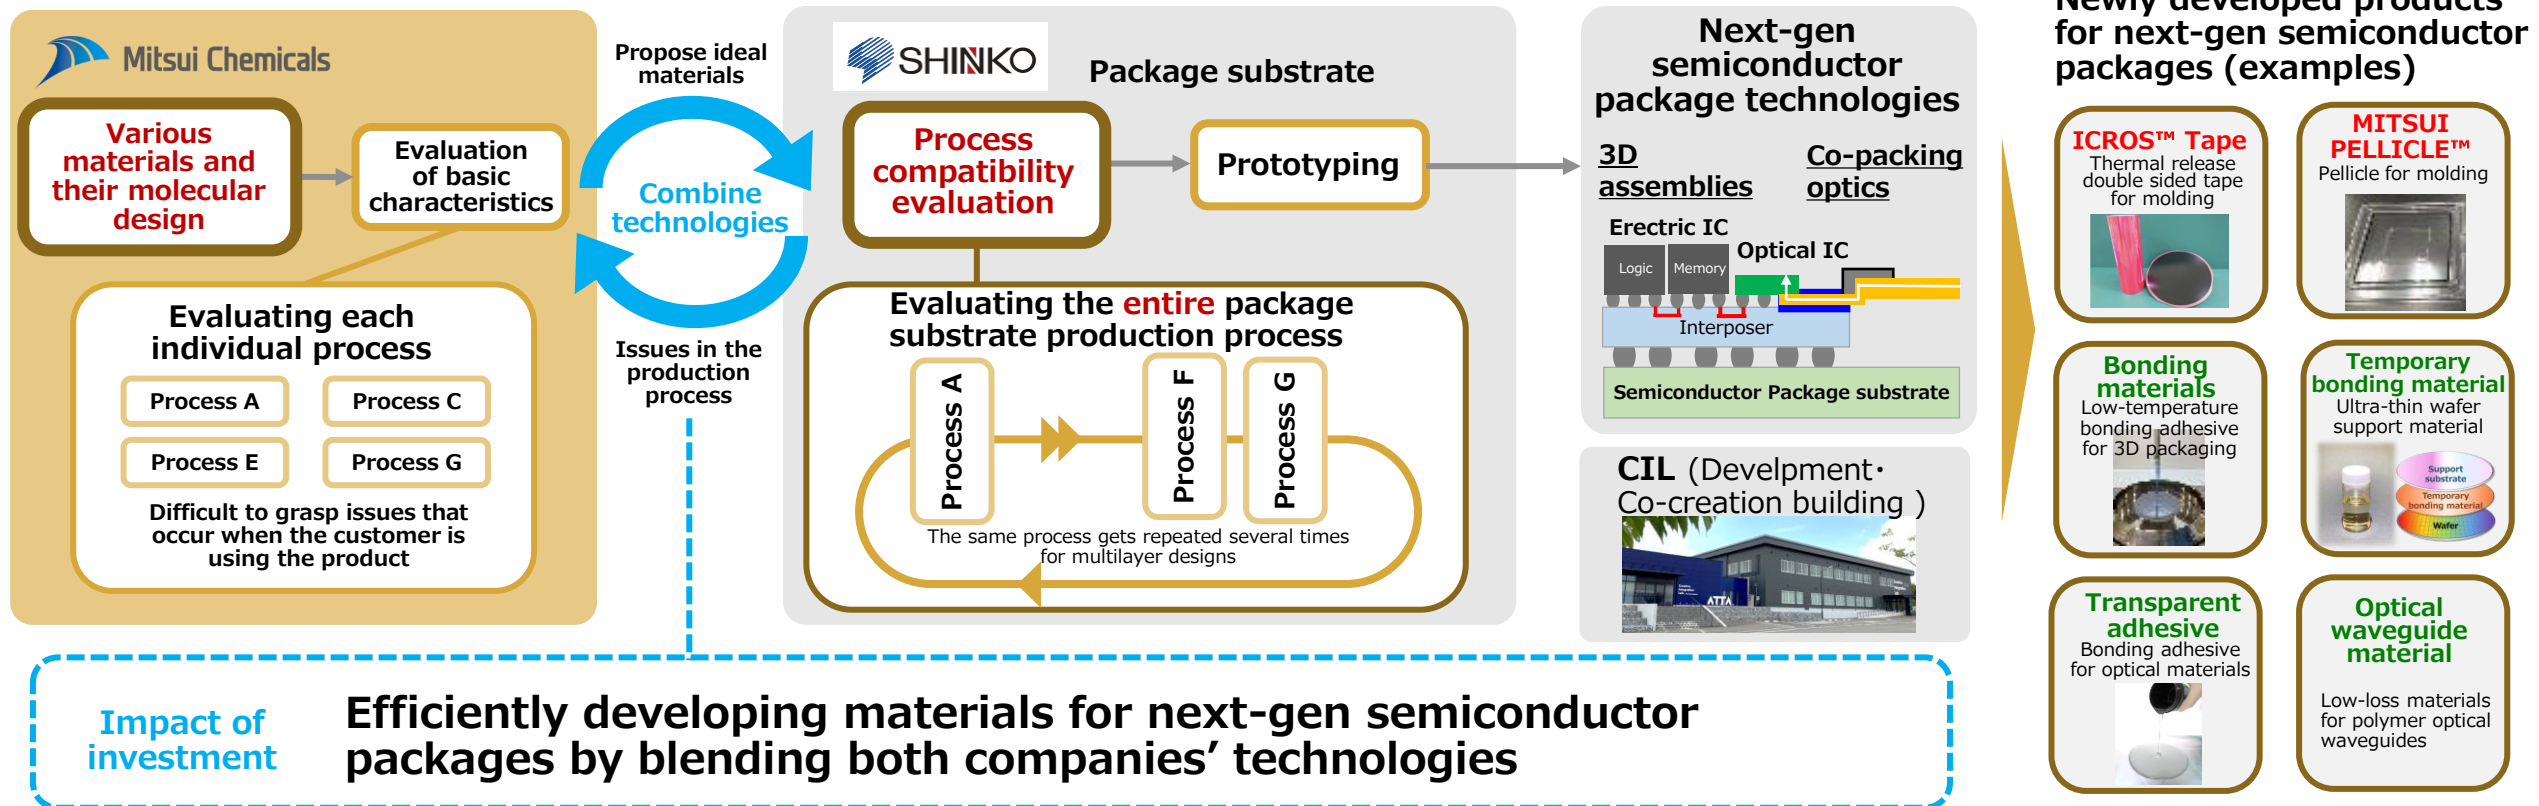 Mitsui Chemicals
Various
materials and
their molecular
design
Evaluation
of basic
characteristics
Evaluating each
individual process
Process A
Process C
Process E
Process G
Difficult to grasp issues that
occur when the customer is
using the product
Propose ideal
materials
Combine
technologies
Issues in the
production
process
SHINKO
Package substrate
Process
compatibility
evaluation
Prototyping
Evaluating the entire package
substrate production process
Process A
Process F
Process G
The same process gets repeated several times
for multilayer designs
Next-gen
semiconductor
package technologies
3D
assemblies
Co-packing
optics
Erectric IC
Optical IC
Logic
Memory
Interposer
Semiconductor Package substrate
CIL (Develpment・
Co-creation building )
ATTA
Newly developed products
for next-gen semiconductor
packages (examples)
ICROS™ Tape
Thermal release
double sided tape
for molding
MITSUI
PELLICLE™
Pellicle for molding
Bonding
materials
Low-temperature
bonding adhesive
for 3D packaging
Temporary
bonding material
Ultra-thin wafer
support material
Support
substrate
Temporary
bonding material
Wafer
Transparent
adhesive
Bonding adhesive
for optical materials
Optical
waveguide
material
Low-loss materials
for polymer optical
waveguides
Impact of
investment
Efficiently developing materials for next-gen semiconductor
packages by blending both companies’ technologies